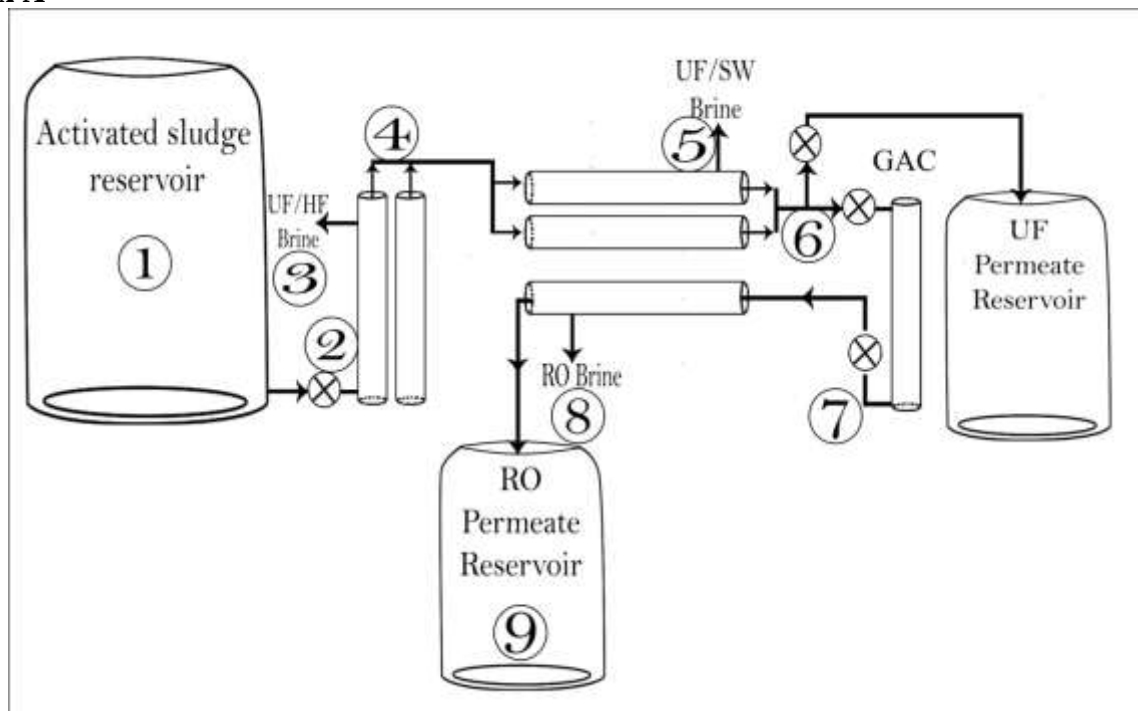 Activated sludge
reservoir
1
2
UF/HF
Brine
3
4
UF/SW
Brine
5
6
GAC
UF
Permeate
Reservoir
7
RO Brine
8
RO
Permeate
Reservoir
9